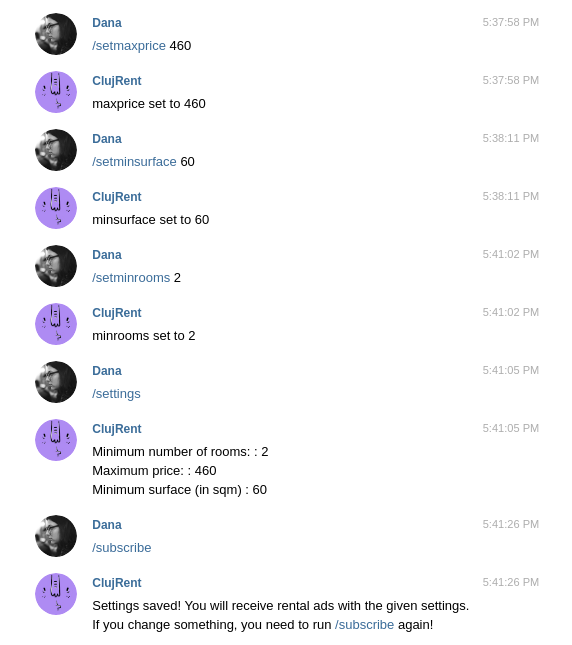 Dana 5:37:58 PM
/setmaxprice 460
ClujRent 5:37:58 PM
maxprice set to 460
Dana 5:38:11 PM
/setminsurface 60
ClujRent 5:38:11 PM
minsurface set to 60
Dana 5:41:02 PM
/setminrooms 2
ClujRent 5:41:02 PM
minrooms set to 2
Dana 5:41:05 PM
/settings
ClujRent 5:41:05 PM
Minimum number of rooms: : 2
Maximum price: : 460
Minimum surface (in sqm) : 60
Dana 5:41:26 PM
/subscribe
ClujRent 5:41:26 PM
Settings saved! You will receive rental ads with the given settings.
If you change something, you need to run /subscribe again!